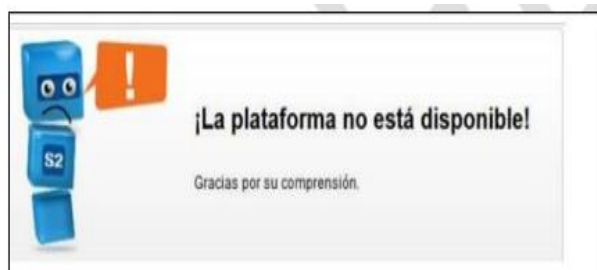 !
¡La plataforma no está disponible!
S2
Gracias por su comprensión.